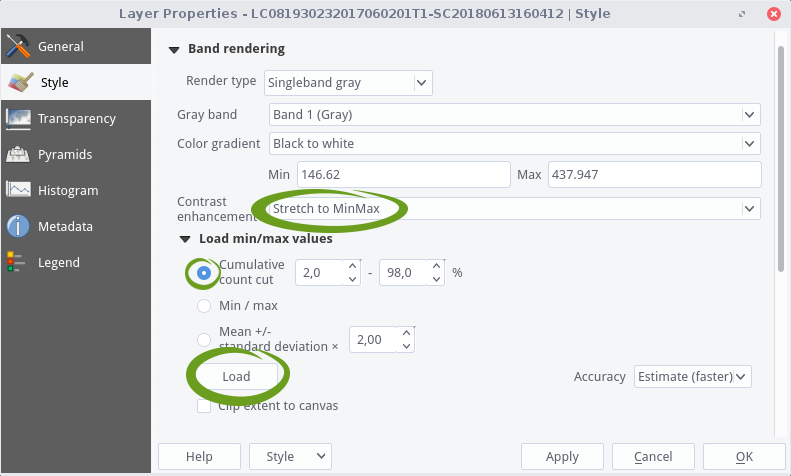 Layer Properties - LC081930232017060201T1-SC20180613160412 | Style
General
Style
Transparency
Pyramids
Histogram
Metadata
Legend
Band rendering
Render type Singleband gray
Gray band Band 1 (Gray)
Color gradient Black to white
Min 146.62 Max 437.947
Contrast
enhancement Stretch to MinMax
Load min/max values
Cumulative
count cut 2,0 - 98,0 %
Min / max
Mean +/-
standard deviation × 2,00
Load Accuracy Estimate (faster)
Clip extent to canvas
Help Style Apply Cancel OK